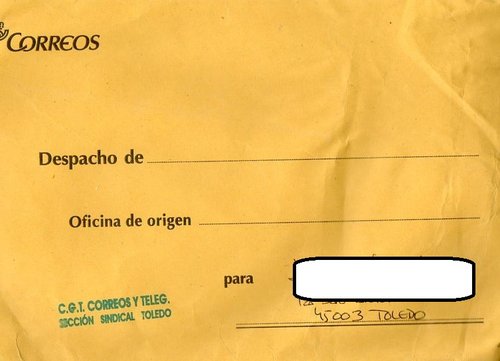 CORREOS
Despacho de
Oficina de origen
para
C.G.T. CORREOS Y TELEG.
SECCIÓN SINDICAL TOLEDO
45003 TOLEDO